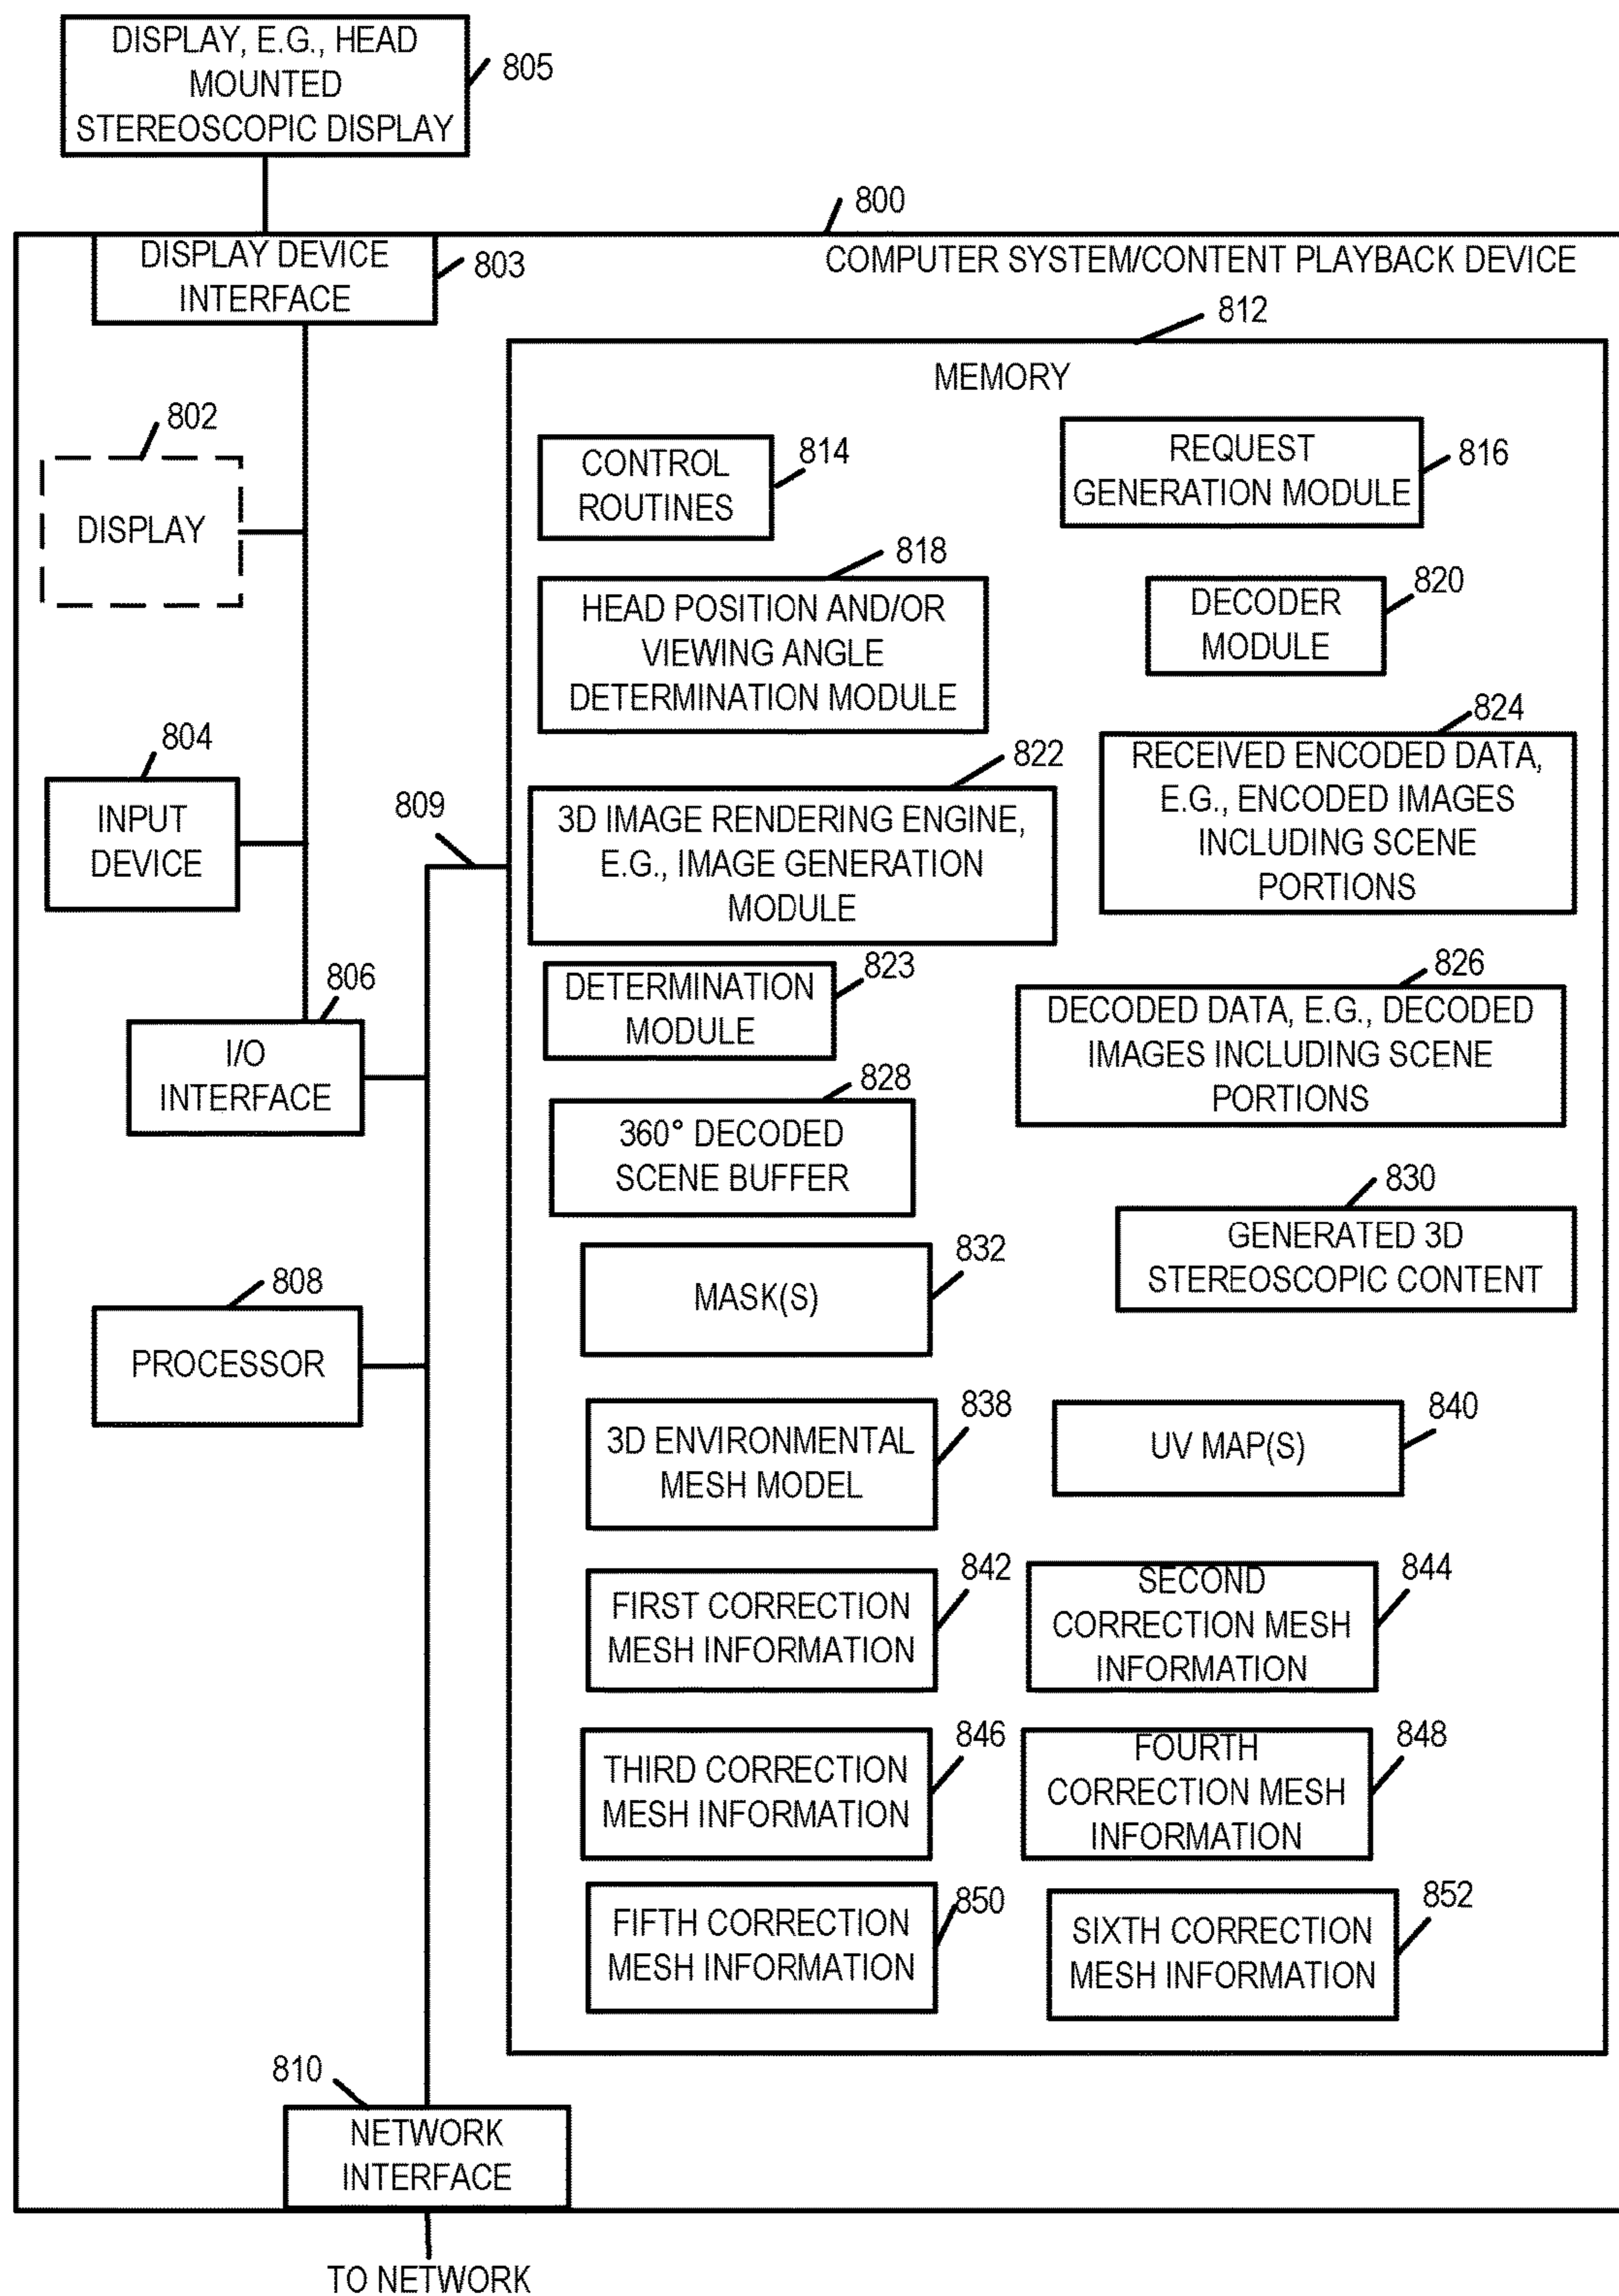 DISPLAY, E.G., HEAD
MOUNTED
STEREOSCOPIC DISPLAY
805
800
DISPLAY DEVICE
INTERFACE
803
COMPUTER SYSTEM/CONTENT PLAYBACK DEVICE
812
MEMORY
802
DISPLAY
CONTROL
ROUTINES
814
REQUEST
GENERATION MODULE
816
818
HEAD POSITION AND/OR
VIEWING ANGLE
DETERMINATION MODULE
820
DECODER
MODULE
804
INPUT
DEVICE
809
822
3D IMAGE RENDERING ENGINE,
E.G., IMAGE GENERATION
MODULE
824
RECEIVED ENCODED DATA,
E.G., ENCODED IMAGES
INCLUDING SCENE
PORTIONS
806
I/O
INTERFACE
823
DETERMINATION
MODULE
826
DECODED DATA, E.G., DECODED
IMAGES INCLUDING SCENE
PORTIONS
828
360° DECODED
SCENE BUFFER
830
GENERATED 3D
STEREOSCOPIC CONTENT
808
PROCESSOR
832
MASK(S)
838
3D ENVIRONMENTAL
MESH MODEL
840
UV MAP(S)
842
FIRST CORRECTION
MESH INFORMATION
844
SECOND
CORRECTION MESH
INFORMATION
846
THIRD CORRECTION
MESH INFORMATION
848
FOURTH
CORRECTION MESH
INFORMATION
850
FIFTH CORRECTION
MESH INFORMATION
852
SIXTH CORRECTION
MESH INFORMATION
810
NETWORK
INTERFACE
TO NETWORK